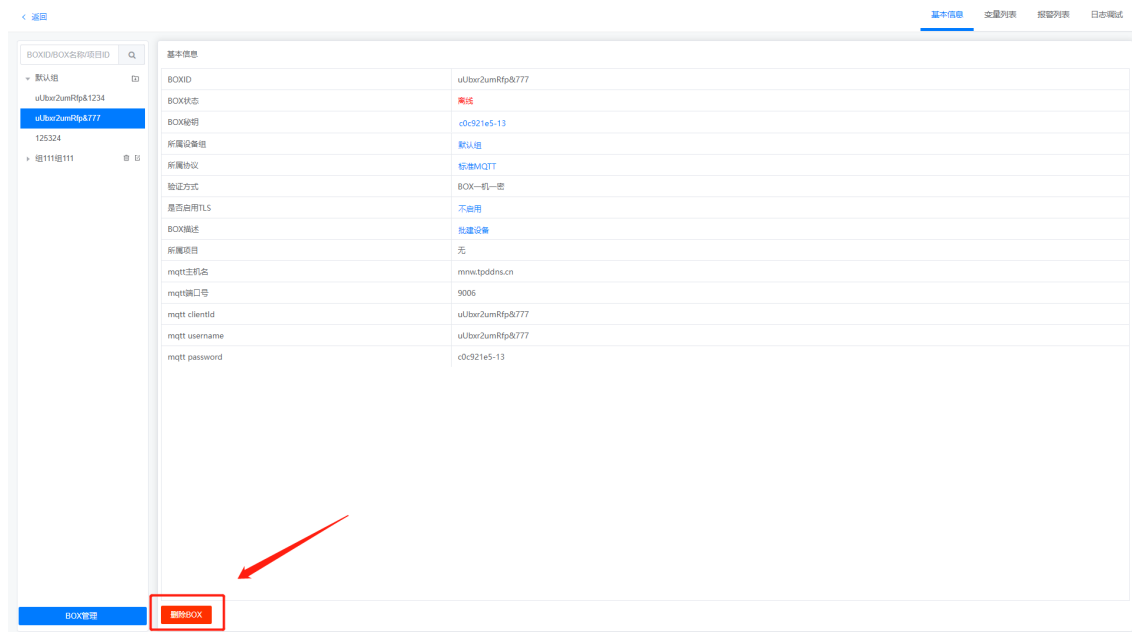 返回
基本信息 变量列表 报警列表 日志调试
BOXID/BOX名称/项目ID
默认组
uUbxr2umRfp&1234
uUbxr2umRfp&777
125324
组111组111
BOX管理
基本信息
BOXID uUbxr2umRfp&777
BOX状态 离线
BOX秘钥 c0c921e5-13
所属设备组 默认组
所属协议 标准MQTT
验证方式 BOX一机一密
是否启用TLS 不启用
BOX描述 批建设备
所属项目 无
mqtt主机名 mnw.tpddns.cn
mqtt端口号 9006
mqtt clientId uUbxr2umRfp&777
mqtt username uUbxr2umRfp&777
mqtt password c0c921e5-13
删除BOX